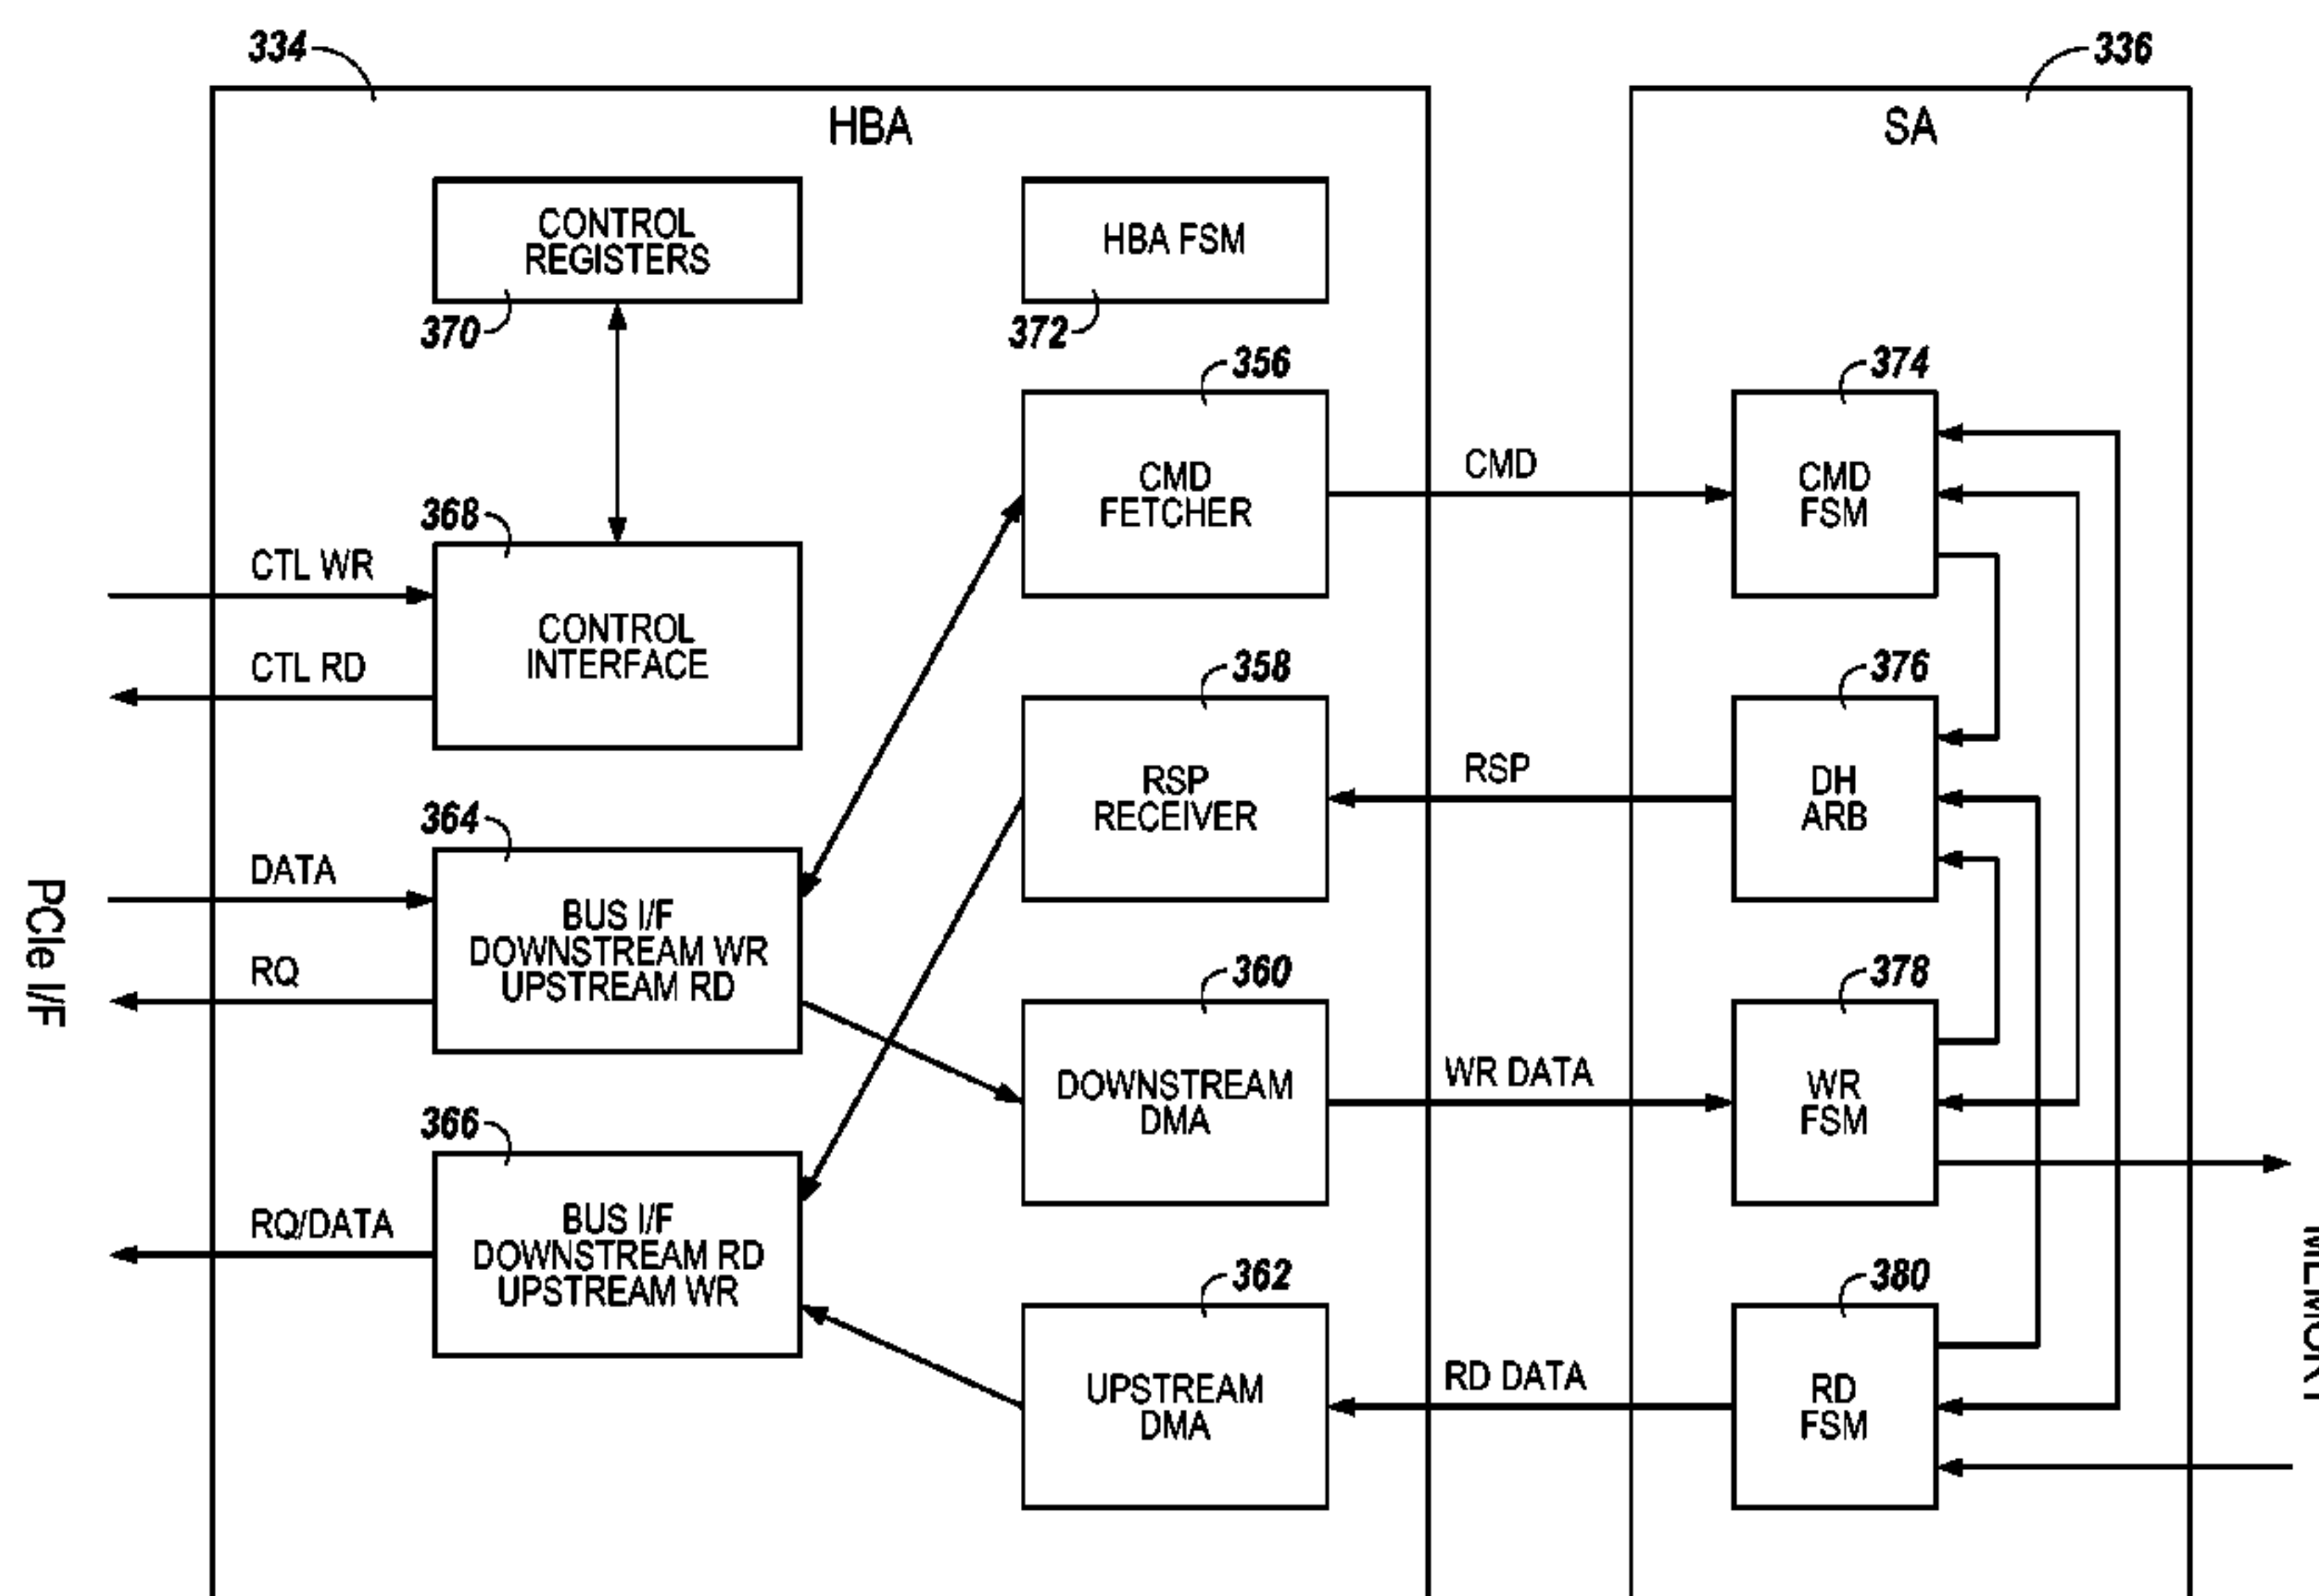 334
336
HBA
SA
CONTROL
REGISTERS
370
HBA FSM
372
356
CMD
FETCHER
CMD
374
CMD
FSM
368
CTL WR
CONTROL
INTERFACE
CTL RD
358
RSP
RECEIVER
RSP
376
DH
ARB
364
DATA
BUS I/F
DOWNSTREAM WR
UPSTREAM RD
RQ
PCIe I/F
360
DOWNSTREAM
DMA
WR DATA
378
WR
FSM
366
RQ/DATA
BUS I/F
DOWNSTREAM RD
UPSTREAM WR
362
UPSTREAM
DMA
RD DATA
380
RD
FSM
MEMORY